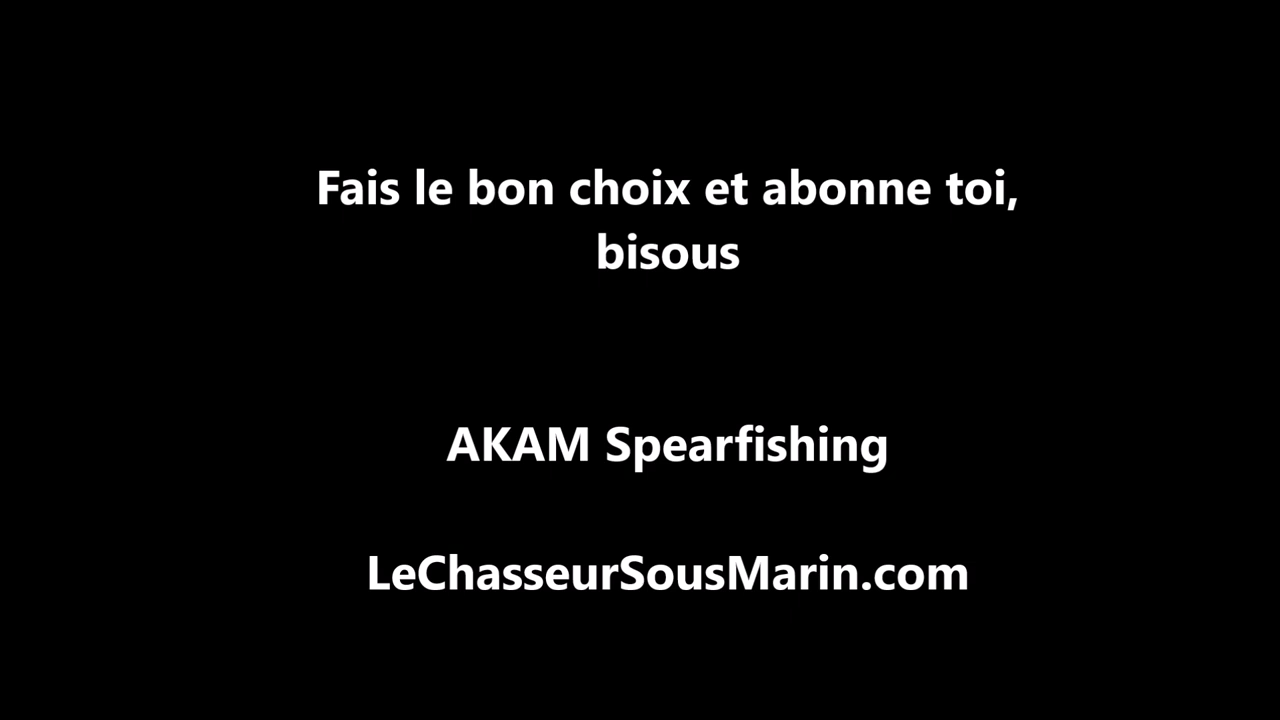 Fais le bon choix et abonne toi,
bisous
AKAM Spearfishing
LeChasseurSousMarin.com